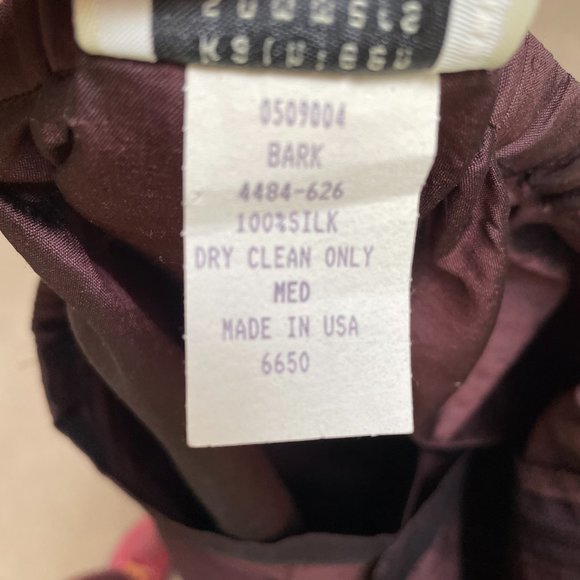 0509004
BARK
4484-626
100%SILK
DRY CLEAN ONLY
MED
MADE IN USA
6650